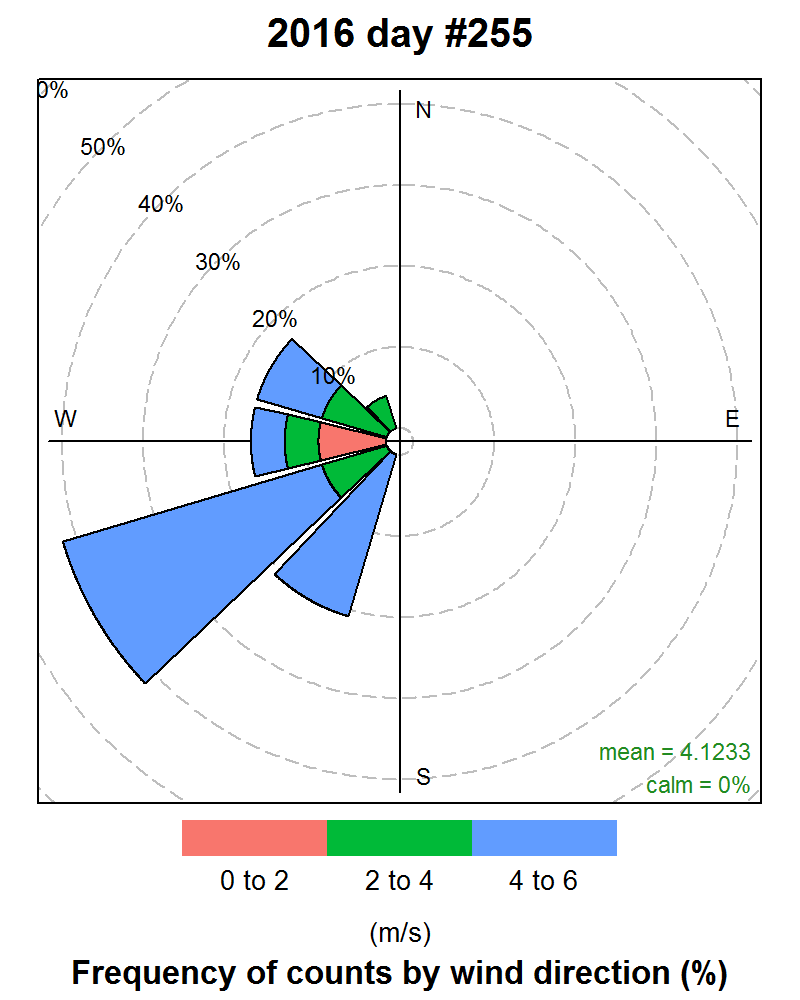 2016 day #255
0%
N
50%
40%
30%
20%
10%
W
E
mean = 4.1233
S
calm = 0%
0 to 2
2 to 4
4 to 6
(m/s)
Frequency of counts by wind direction (%)